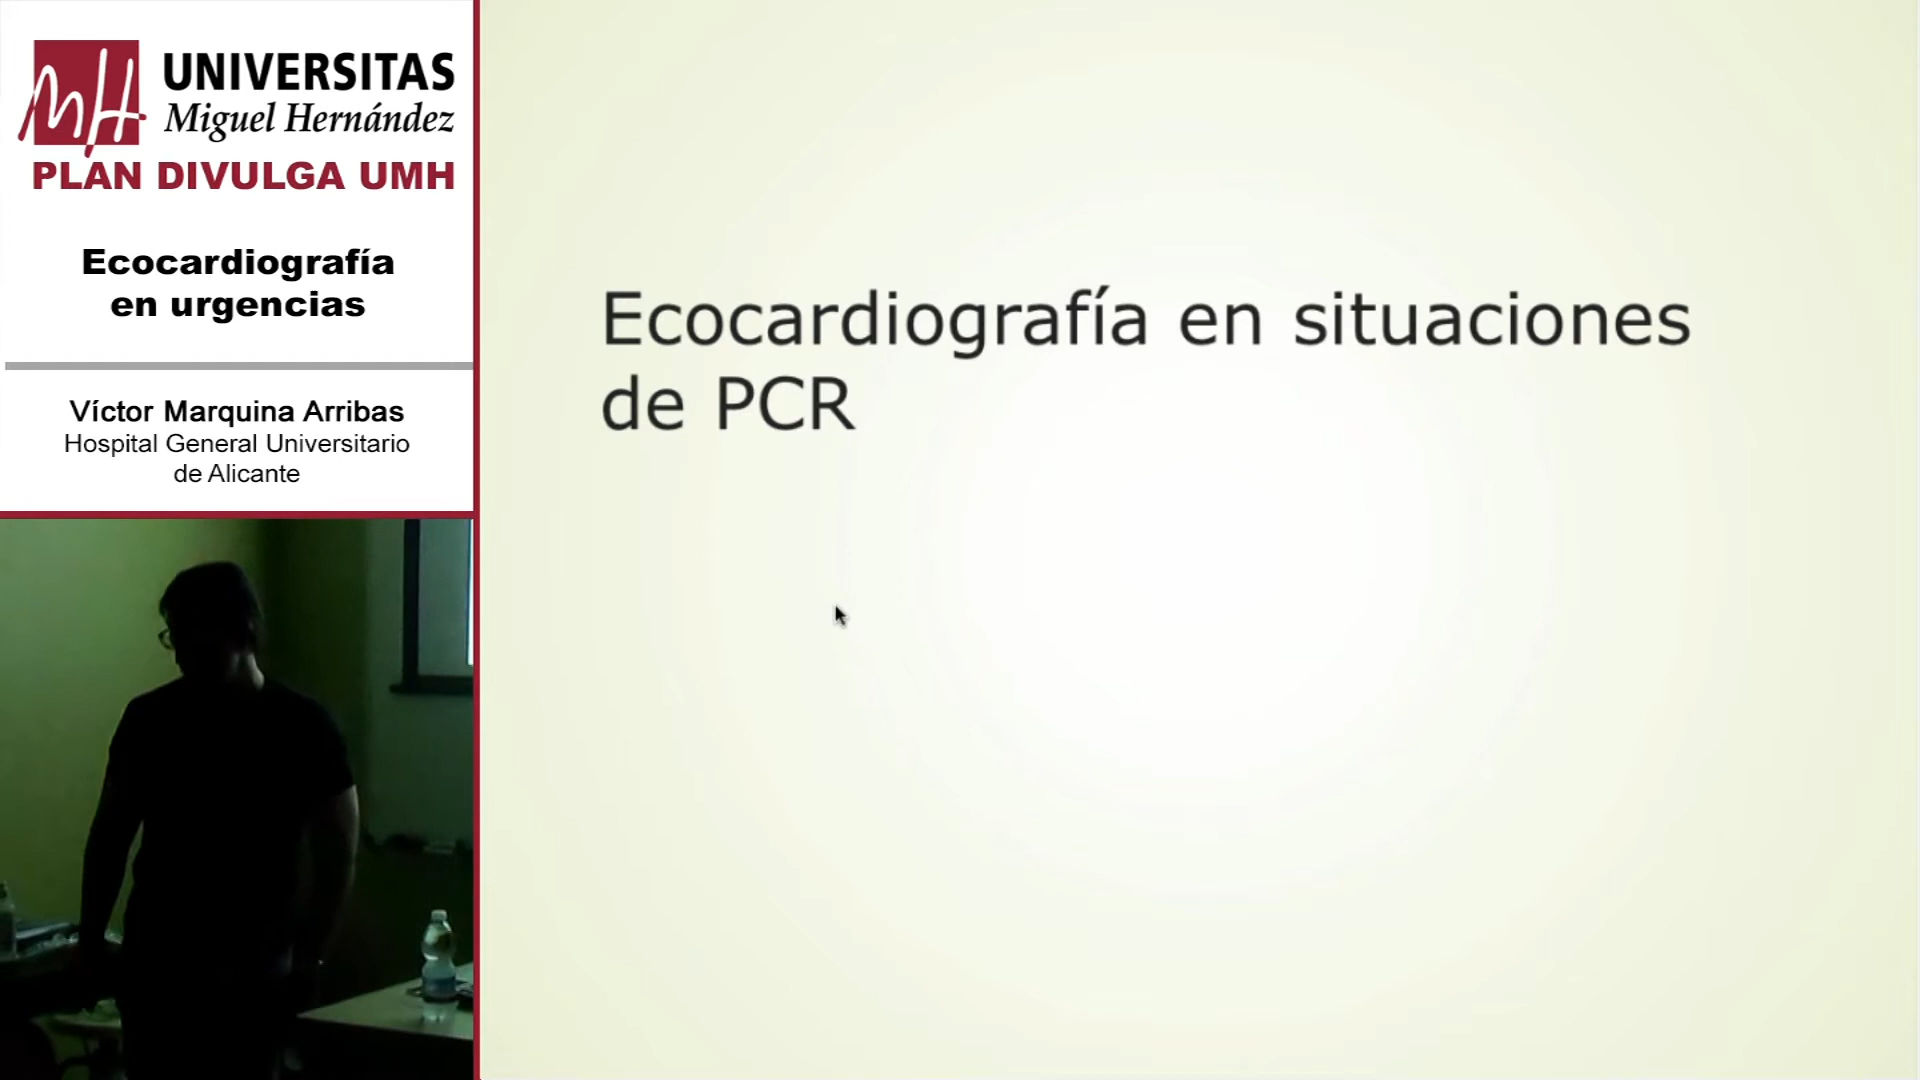 UNIVERSITAS
Miguel Hernández
PLAN DIVULGA UMH
Ecocardiografía
en urgencias
Víctor Marquina Arribas
Hospital General Universitario
de Alicante
Ecocardiografía en situaciones
de PCR